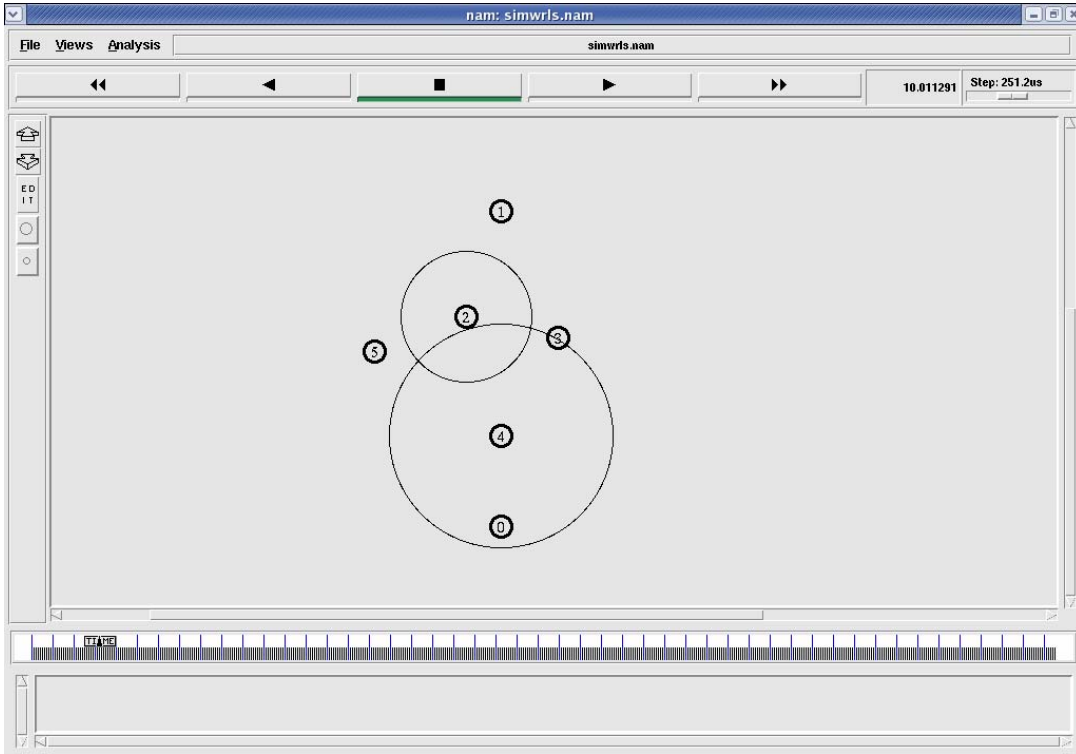 nam: simwrls.nam
File Views Analysis simwrls.nam
10.011291 Step: 251.2us
ED
IT
1
2
3
5
4
0
TIME